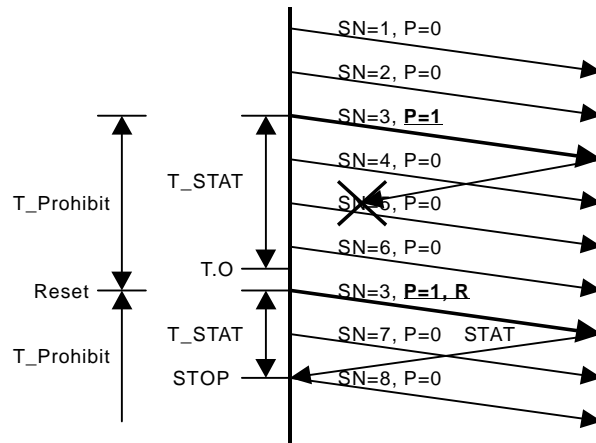 SN=1, P=0
SN=2, P=0
SN=3, P=1
SN=4, P=0
T_STAT
T_Prohibit
SN=5, P=0
SN=6, P=0
T.O
Reset
SN=3, P=1, R
T_STAT
SN=7, P=0
STAT
T_Prohibit
STOP
SN=8, P=0